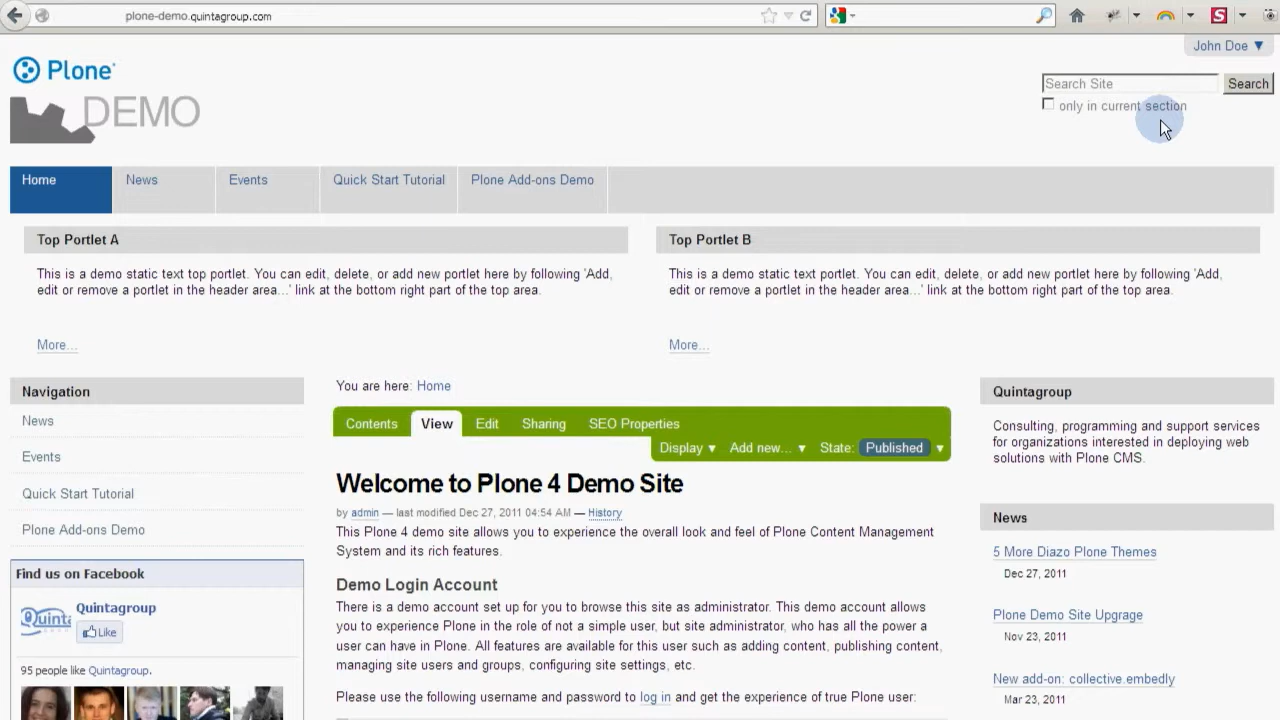 plone-demo.quintagroup.com
John Doe ▼
Plone
DEMO
Search Site
Search
only in current section
Home
News
Events
Quick Start Tutorial
Plone Add-ons Demo
Top Portlet A
Top Portlet B
This is a demo static text top portlet. You can edit, delete, or add new portlet here by following 'Add,
edit or remove a portlet in the header area...' link at the bottom right part of the top area.
This is a demo static text portlet. You can edit, delete, or add new portlet here by following 'Add,
edit or remove a portlet in the header area...' link at the bottom right part of the top area.
More...
More...
Navigation
News
Events
Quick Start Tutorial
Plone Add-ons Demo
Find us on Facebook
Quinta
Quintagroup
Like
95 people like Quintagroup.
You are here: Home
Contents
View
Edit
Sharing
SEO Properties
Display ▼
Add new... ▼
State: Published ▼
Welcome to Plone 4 Demo Site
by admin — last modified Dec 27, 2011 04:54 AM — History
This Plone 4 demo site allows you to experience the overall look and feel of Plone Content Management
System and its rich features.
Demo Login Account
There is a demo account set up for you to browse this site as administrator. This demo account allows
you to experience Plone in the role of not a simple user, but site administrator, who has all the power a
user can have in Plone. All features are available for this user such as adding content, publishing content,
managing site users and groups, configuring site settings, etc.
Please use the following username and password to log in and get the experience of true Plone user:
Quintagroup
Consulting, programming and support services
for organizations interested in deploying web
solutions with Plone CMS.
News
5 More Diazo Plone Themes
Dec 27, 2011
Plone Demo Site Upgrade
Nov 23, 2011
New add-on: collective.embedly
Mar 23, 2011